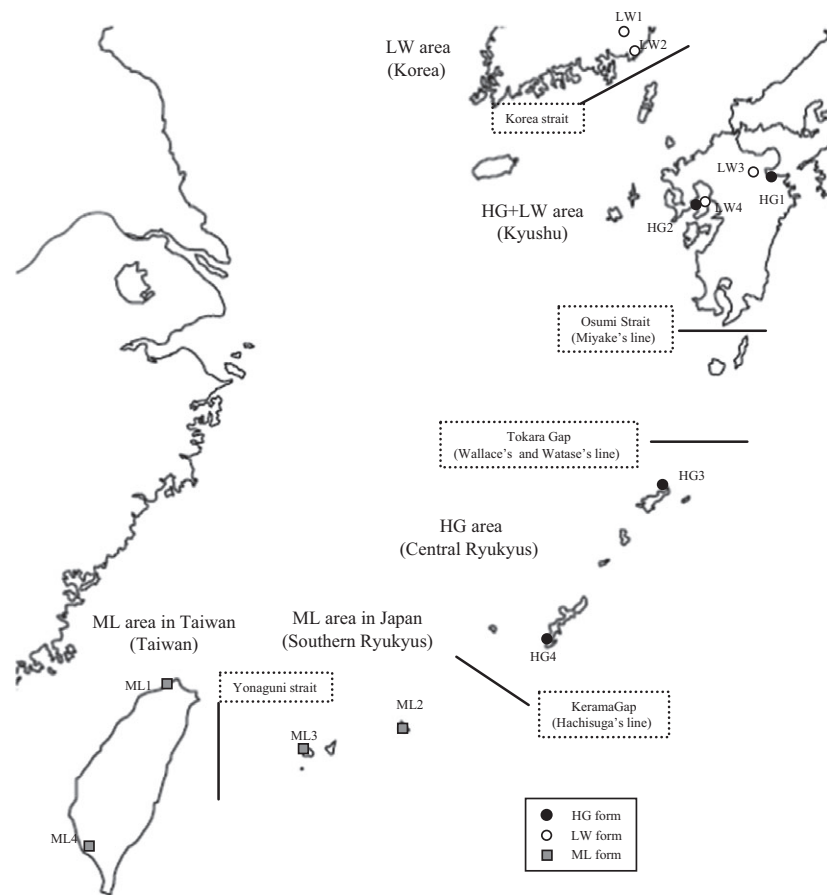 LW1
LW area
(Korea)
LW2
Korea strait
LW3
HG1
HG+LW area
(Kyushu)
HG2
LW4
Osumi Strait
(Miyake's line)
Tokara Gap
(Wallace's and Watase's line)
HG3
HG area
(Central Ryukyus)
ML area in Taiwan
(Taiwan)
ML area in Japan
(Southern Ryukyus)
HG4
ML1
Yonaguni strait
ML2
KeramaGap
(Hachisuga's line)
ML3
ML4
HG form
LW form
ML form